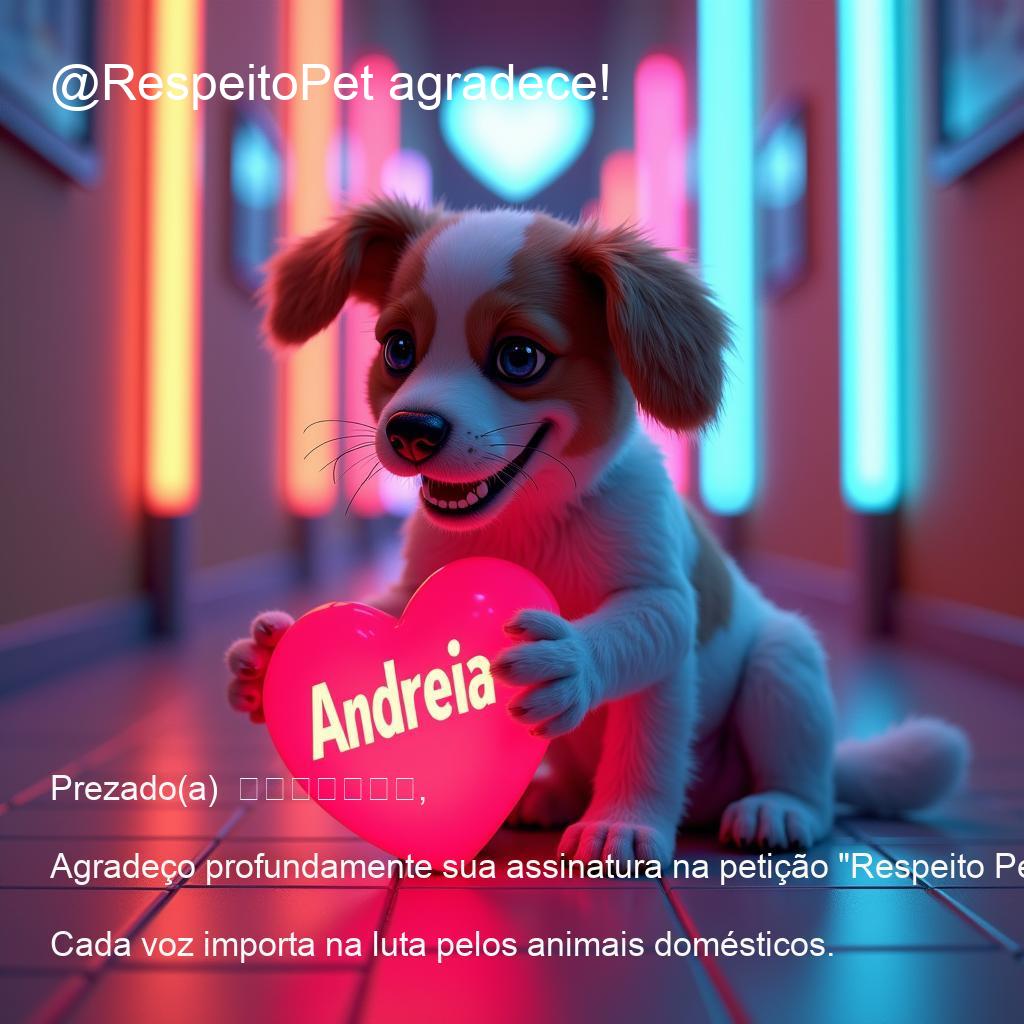 @RespeitoPet agradece!
Andreia
Prezado(a) □□□□□□□,
Agradeço profundamente sua assinatura na petição "Respeito Pe
Cada voz importa na luta pelos animais domésticos.